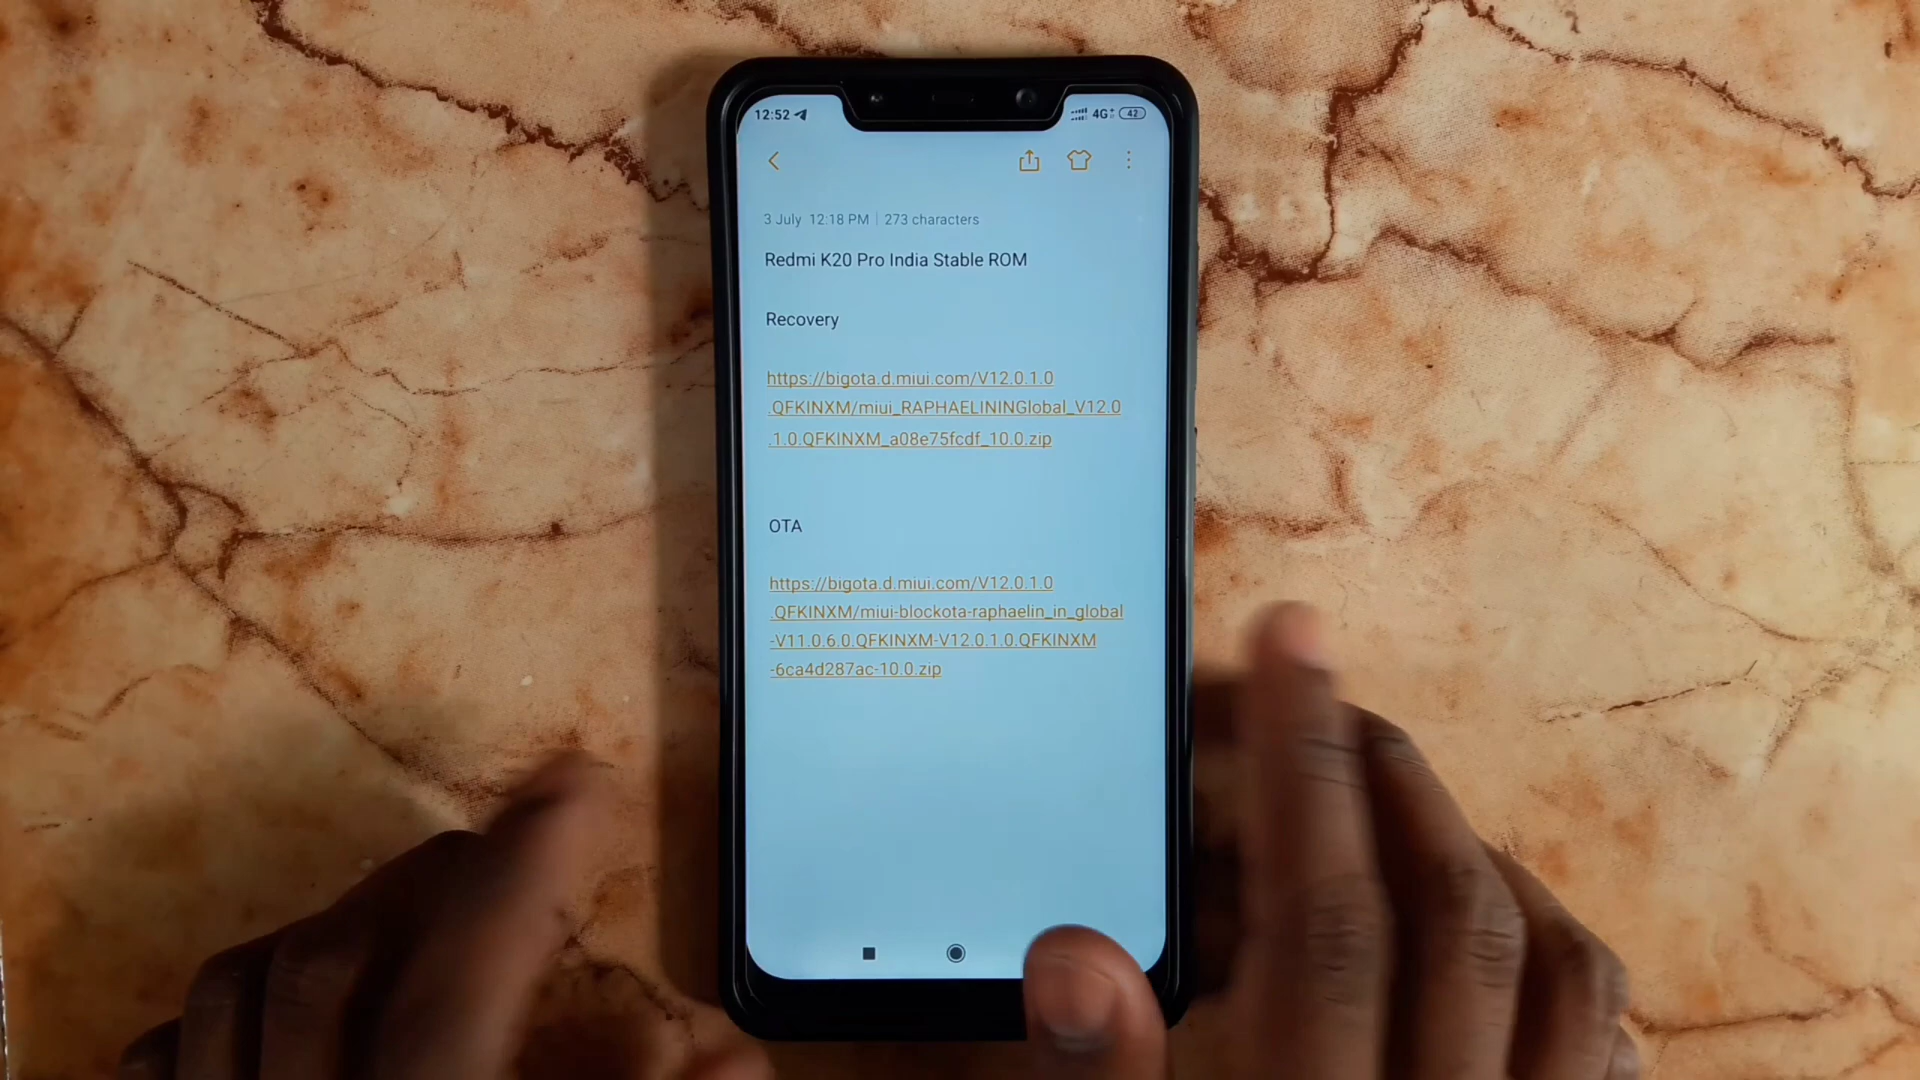 12:52 4G+ 42
3 July 12:18 PM | 273 characters
Redmi K20 Pro India Stable ROM
Recovery
https://bigota.d.miui.com/V12.0.1.0
.QFKINXM/miui_RAPHAELININGlobal_V12.0
.1.0.QFKINXM_a08e75fcdf_10.0.zip
OTA
https://bigota.d.miui.com/V12.0.1.0
.QFKINXM/miui-blockota-raphaelin_in_global
-V11.0.6.0.QFKINXM-V12.0.1.0.QFKINXM
-6ca4d287ac-10.0.zip